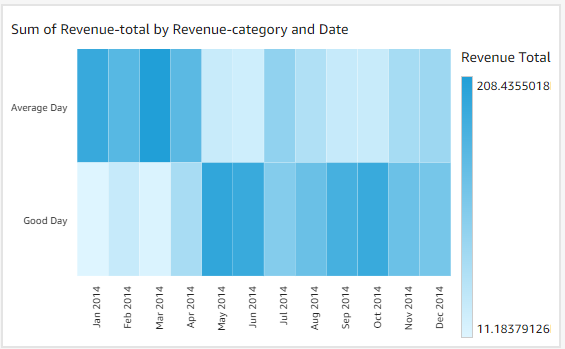 Sum of Revenue-total by Revenue-category and Date
Revenue Total
208.4355018
Average Day
Good Day
11.18379126
Jan 2014
Feb 2014
Mar 2014
Apr 2014
May 2014
Jun 2014
Jul 2014
Aug 2014
Sep 2014
Oct 2014
Nov 2014
Dec 2014